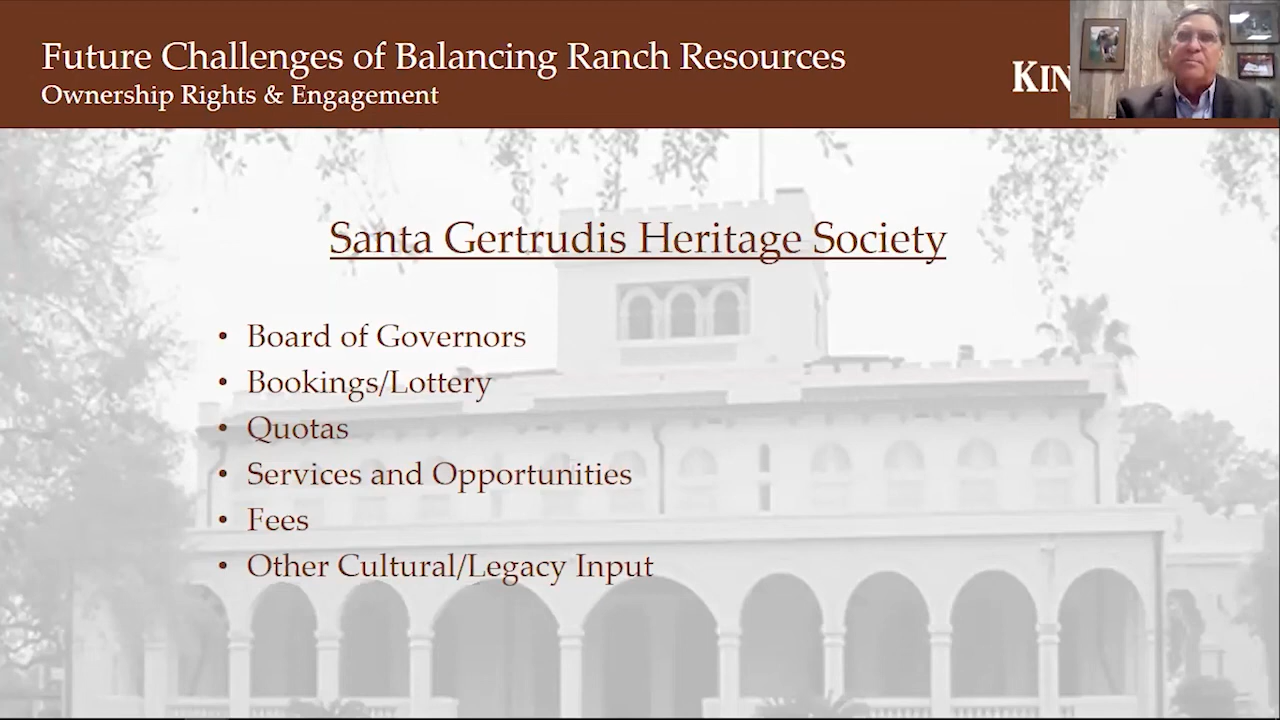 Future Challenges of Balancing Ranch Resources
Ownership Rights & Engagement
Santa Gertrudis Heritage Society
• Board of Governors
• Bookings/Lottery
• Quotas
• Services and Opportunities
• Fees
• Other Cultural/Legacy Input